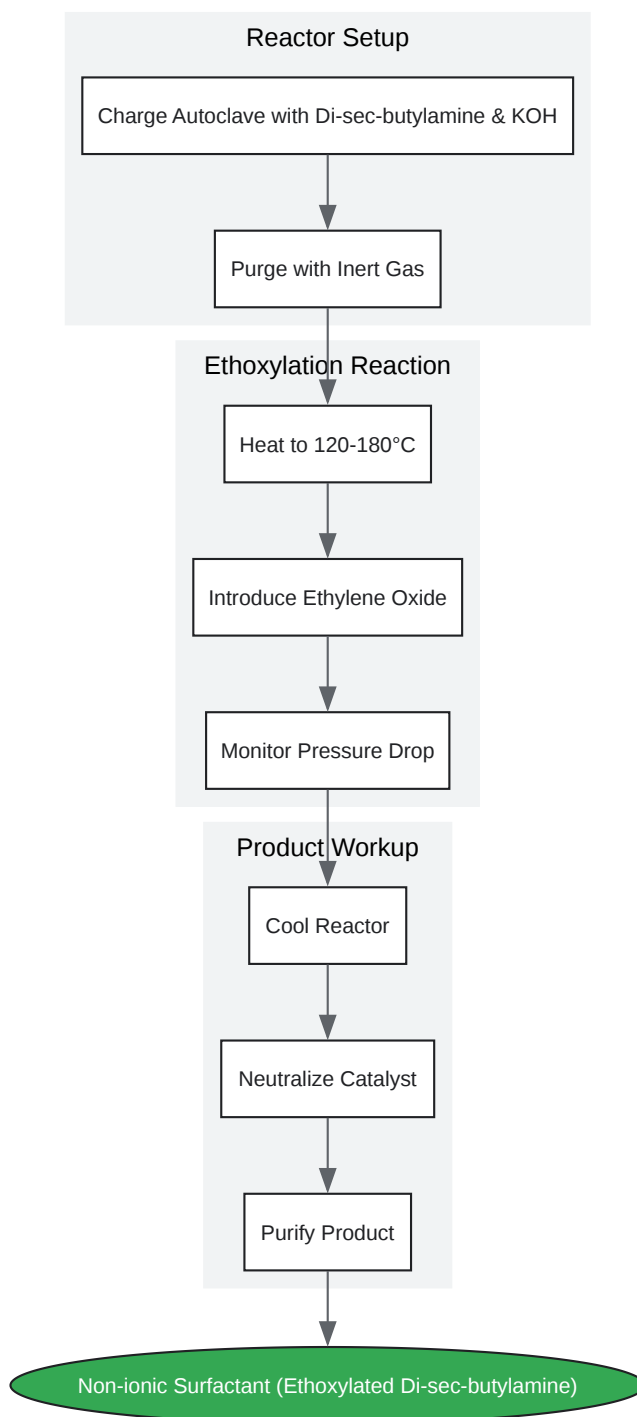 Reactor Setup
Charge Autoclave with Di-sec-butylamine & KOH
Purge with Inert Gas
Ethoxylation Reaction
Heat to 120-180°C
Introduce Ethylene Oxide
Monitor Pressure Drop
Product Workup
Cool Reactor
Neutralize Catalyst
Purify Product
Non-ionic Surfactant (Ethoxylated Di-sec-butylamine)